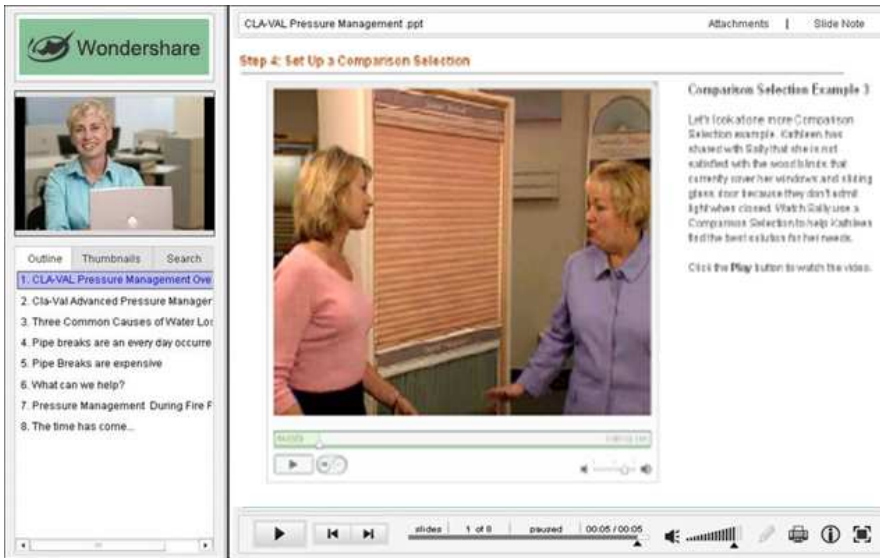 Wondershare
CLA-VAL Pressure Management .ppt
Attachments | Slide Note
Step 4: Set Up a Comparison Selection
Comparison Selection Example 3
Let's look at one more Comparison
Selection example. Kathleen has
shared with Sally that she is not
satisfied with the wood blinds that
currently cover her windows and sliding
glass door because they don't admit
light when closed. Watch Sally use a
Comparison Selection to help Kathleen
find the best solution for her needs.
Click the Play button to watch the video.
Outline Thumbnails Search
1. CLA-VAL Pressure Management Ove
2. Cla-Val Advanced Pressure Manager
3. Three Common Causes of Water Los
4. Pipe breaks are an every day occurre
5. Pipe Breaks are expensive
6. What can we help?
7. Pressure Management During Fire F
8. The time has come...
slides 1 of 8 paused 00:05 / 00:05